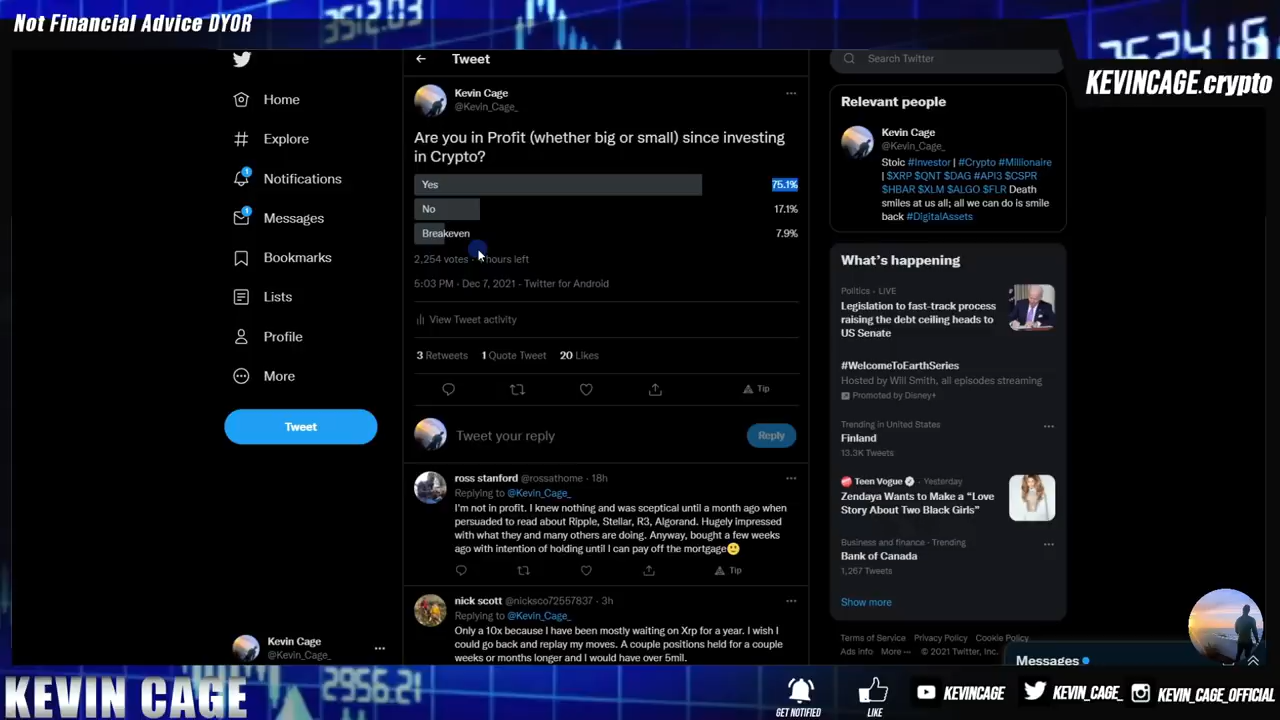 Not Financial Advice DYOR
3512.03
3524.16
KEVINCAGE.crypto
Home
Explore
Notifications
1
Messages
1
Bookmarks
Lists
Profile
More
Tweet
Kevin Cage
@Kevin_Cage_
Tweet
Kevin Cage
@Kevin_Cage_
Are you in Profit (whether big or small) since investing
in Crypto?
Yes 75.1%
No 17.1%
Breakeven 7.9%
2,254 votes · hours left
5:03 PM · Dec 7, 2021 · Twitter for Android
View Tweet activity
3 Retweets 1 Quote Tweet 20 Likes
Tip
Tweet your reply
Reply
ross stanford @rossathome · 18h
Replying to @Kevin_Cage_
I'm not in profit. I knew nothing and was sceptical until a month ago when
persuaded to read about Ripple, Stellar, R3, Algorand. Hugely impressed
with what they and many others are doing. Anyway, bought a few weeks
ago with intention of holding until I can pay off the mortgage
Tip
nick scott @nicksco72557837 · 3h
Replying to @Kevin_Cage_
Only a 10x because I have been mostly waiting on Xrp for a year. I wish I
could go back and replay my moves. A couple positions held for a couple
weeks or months longer and I would have over 5mil.
Search Twitter
Relevant people
Kevin Cage
@Kevin_Cage_
Stoic #Investor | #Crypto #Millionaire
| $XRP $QNT $DAG #API3 $CSPR
$HBAR $XLM $ALGO $FLR Death
smiles at us all; all we can do is smile
back #DigitalAssets
What's happening
Politics · LIVE
Legislation to fast-track process
raising the debt ceiling heads to
US Senate
#WelcomeToEarthSeries
Hosted by Will Smith, all episodes streaming
Promoted by Disney+
Trending in United States
Finland
13.3K Tweets
Teen Vogue · Yesterday
Zendaya Wants to Make a “Love
Story About Two Black Girls”
Business and finance · Trending
Bank of Canada
1,267 Tweets
Show more
Terms of Service Privacy Policy Cookie Policy
Ads Info More ··· © 2021 Twitter, Inc.
Messages
KEVIN CAGE
2956.21
GET NOTIFIED
LIKE
KEVINCAGE
KEVIN_CAGE_
KEVIN_CAGE_OFFICIAL